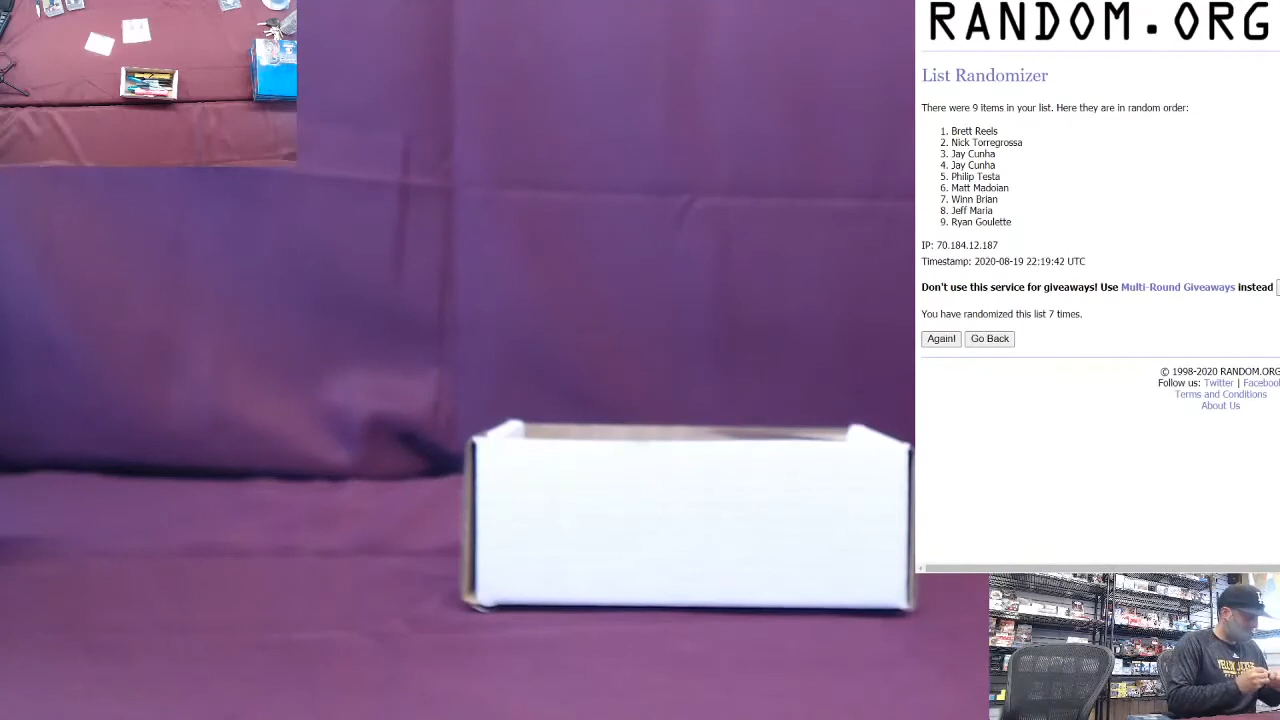 RANDOM.ORG
List Randomizer
There were 9 items in your list. Here they are in random order:
1. Brett Reels
2. Nick Torregrossa
3. Jay Cunha
4. Jay Cunha
5. Philip Testa
6. Matt Madoian
7. Winn Brian
8. Jeff Maria
9. Ryan Goulette
IP: 70.184.12.187
Timestamp: 2020-08-19 22:19:42 UTC
Don't use this service for giveaways! Use Multi-Round Giveaways instead
You have randomized this list 7 times.
Again! Go Back
© 1998-2020 RANDOM.ORG
Follow us: Twitter | Facebook
Terms and Conditions
About Us